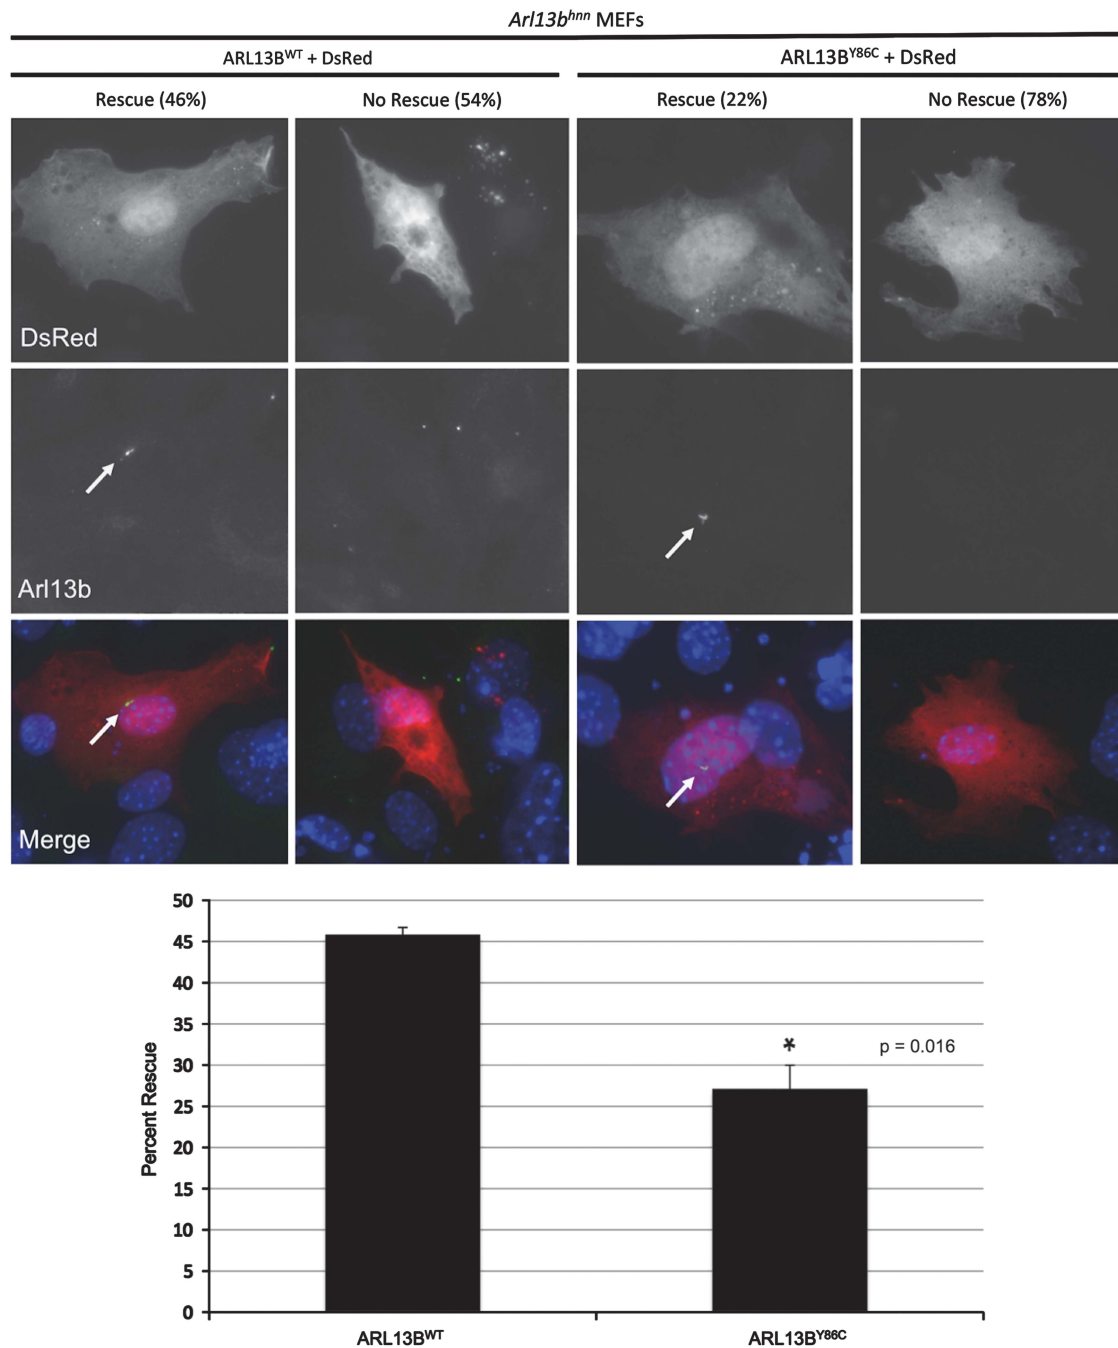 Arl13bhnn MEFs
ARL13BWT + DsRed
ARL13BY86C + DsRed
Rescue (46%)
No Rescue (54%)
Rescue (22%)
No Rescue (78%)
DsRed
Arl13b
Merge
50
45
40
35
30
25
20
15
10
5
0
Percent Rescue
*
p = 0.016
ARL13BWT
ARL13BY86C